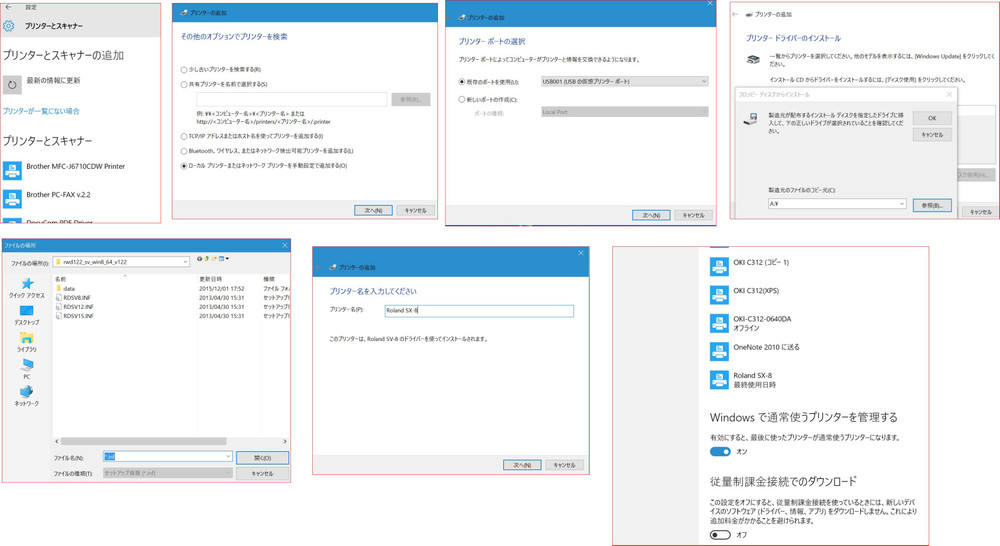 設定
プリンターとスキャナー
プリンターとスキャナーの追加
最新の情報に更新
プリンターが一覧にない場合
プリンターとスキャナー
Brother MFC-J6710CDW Printer
Brother PC-FAX v.2.2
DocuCom PDF Driver
プリンターの追加
その他のオプションでプリンターを検索
少し古いプリンターを検索する(R)
共有プリンターを名前で選択する(S)
参照(R)...
例: ¥¥<コンピューター名>¥<プリンター名> または
http://<コンピューター名>/printers/<プリンター名>/.printer
TCP/IP アドレスまたはホスト名を使ってプリンターを追加する(I)
Bluetooth、ワイヤレス、またはネットワーク検出可能プリンターを追加する(L)
ローカル プリンターまたはネットワーク プリンターを手動設定で追加する(O)
次へ(N)
キャンセル
プリンターの追加
プリンター ポートの選択
プリンター ポートによってコンピューターがプリンターと情報を交換できるようになります。
既存のポートを使用(U):
USB001 (USB の仮想プリンター ポート)
新しいポートの作成(C):
ポートの種類:
Local Port
次へ(N)
キャンセル
プリンターの追加
プリンター ドライバーのインストール
一覧からプリンターを選択してください。他のモデルを表示するには、[Windows Update] をクリックしてください。
インストール CD からドライバーをインストールするには、[ディスク使用] をクリックしてください。
フロッピー ディスクからインストール
製造元が配布するインストール ディスクを指定したドライブに挿
入して、下の正しいドライブが選択されていることを確認してくだ
さい。
OK
キャンセル
製造元のファイルのコピー元(C):
A:¥
参照(B)...
スク使用(H)...
キャンセル
ファイルの場所
ファイルの場所(I):
rwd122_sv_win8_64_v122
名前
更新日時
種類
data
2015/12/01 17:52
ファイル フォ
RDSV8.INF
2013/04/30 15:31
セットアップ
RDSV12.INF
2013/04/30 15:31
セットアップ
RDSV15.INF
2013/04/30 15:31
セットアップ
クイック アクセス
デスクトップ
ライブラリ
PC
ネットワーク
ファイル名(N):
*.inf
開く(O)
ファイルの種類(T):
セットアップ情報 (*.inf)
キャンセル
プリンターの追加
プリンター名を入力してください
プリンター名(P):
Roland SX-8
このプリンターは、Roland SV-8 のドライバーを使ってインストールされます。
次へ(N)
キャンセル
OKI C312 (コピー 1)
OKI C312(XPS)
OKI-C312-0640DA
オフライン
OneNote 2010 に送る
Roland SX-8
最終使用日時
Windows で通常使うプリンターを管理する
有効にすると、最後に使ったプリンターが通常使うプリンターになります。
オン
従量制課金接続でのダウンロード
この設定をオフにすると、従量制課金接続を使っているときには、新しいデバ
イスのソフトウェア (ドライバー、情報、アプリ) をダウンロードしません。これにより
追加料金がかかることを避けられます。
オフ